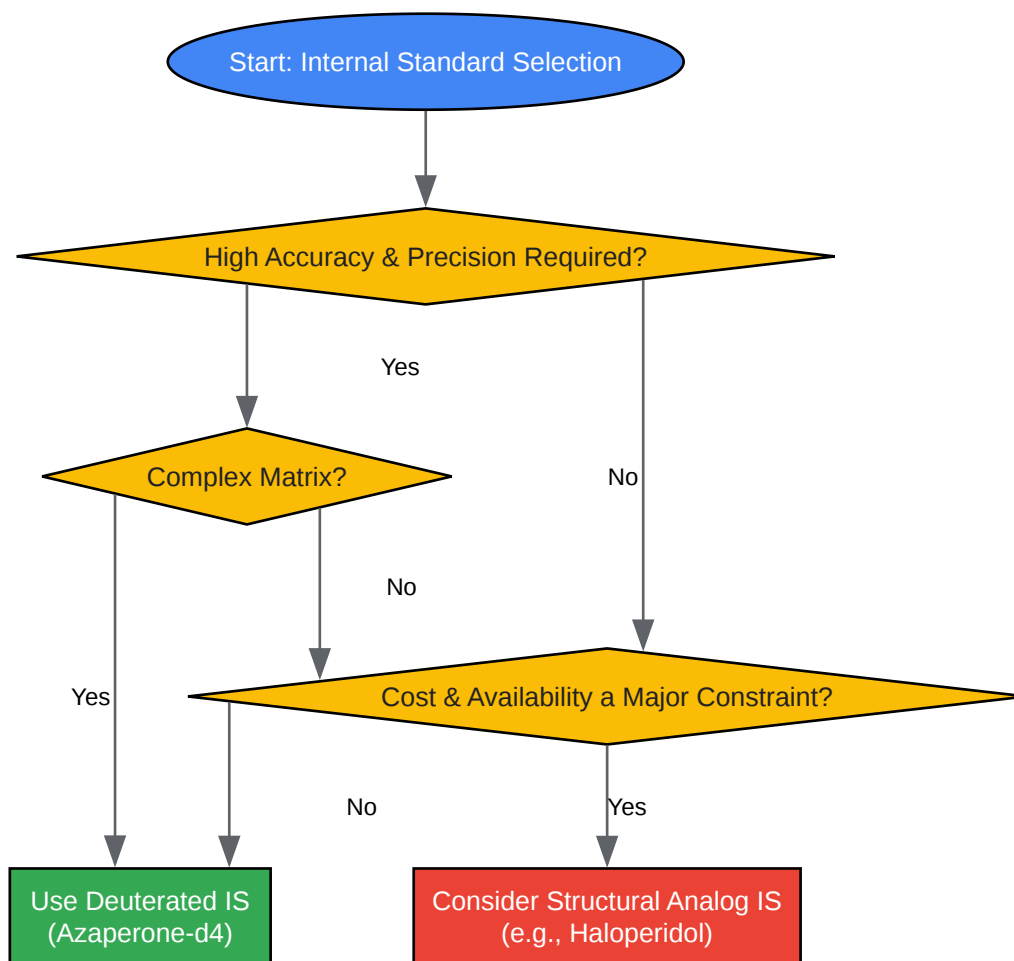 Start: Internal Standard Selection
High Accuracy & Precision Required?
Yes
Complex Matrix?
No
No
Yes
Cost & Availability a Major Constraint?
No
Yes
Use Deuterated IS
(Azaperone-d4)
Consider Structural Analog IS
(e.g., Haloperidol)